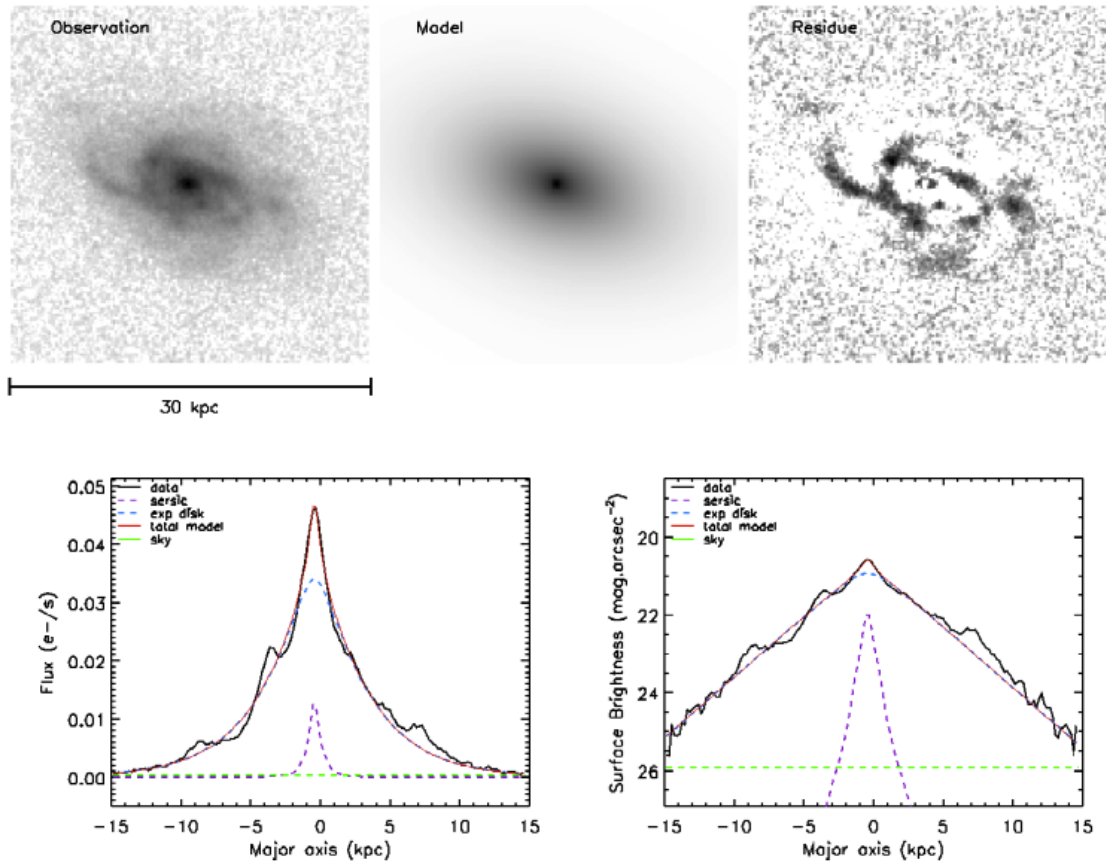 Observation
Model
Residue
30 kpc
data
sersic
exp disk
total model
sky
0.05
0.04
0.03
0.02
0.01
0.00
Flux (e-/s)
-15 -10 -5 0 5 10 15
Major axis (kpc)
data
sersic
exp disk
total model
sky
20
22
24
26
Surface Brightness (mag.arcsec⁻²)
-15 -10 -5 0 5 10 15
Major axis (kpc)